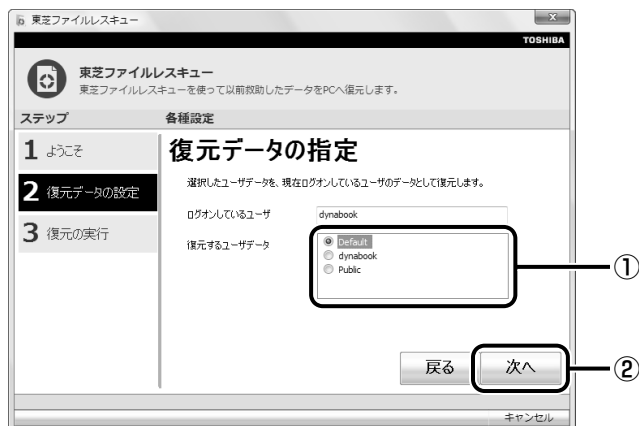 東芝ファイルレスキュー
x
TOSHIBA
東芝ファイルレスキュー
東芝ファイルレスキューを使って以前救助したデータをPCへ復元します。
ステップ
各種設定
1 ようこそ
2 復元データの設定
3 復元の実行
復元データの指定
選択したユーザデータを、現在ログオンしているユーザのデータとして復元します。
ログオンしているユーザ
dynabook
復元するユーザデータ
Default
dynabook
Public
①
戻る
次へ
②
キャンセル